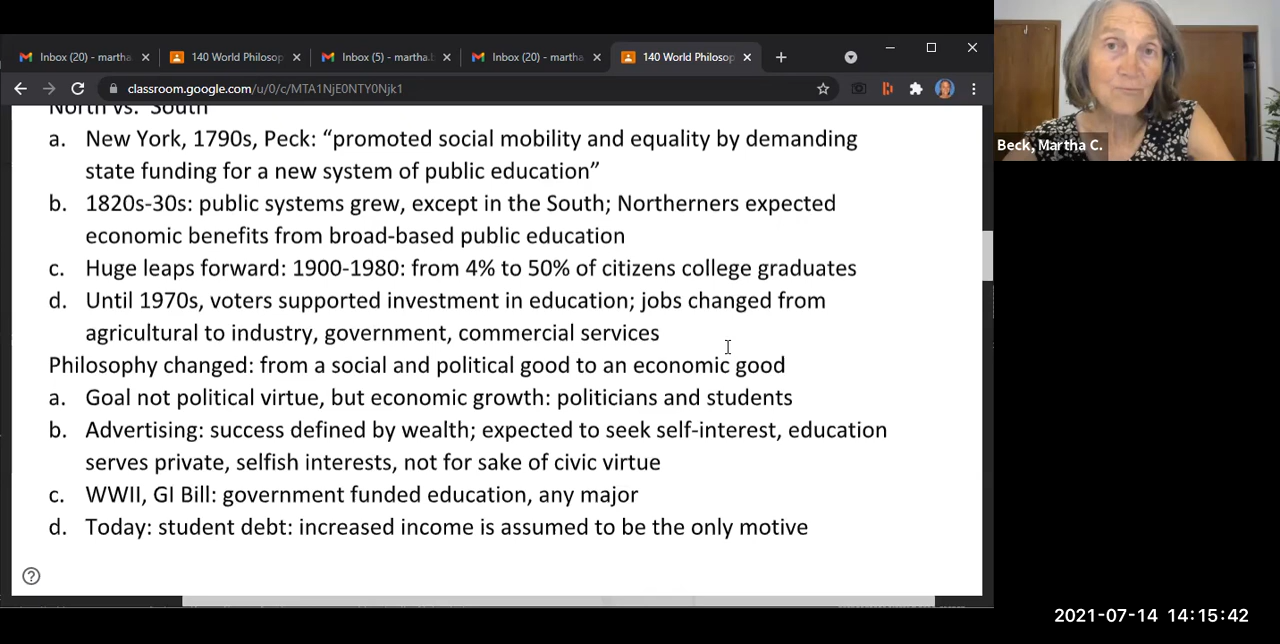 Inbox (20) - martha
140 World Philosop
Inbox (5) - martha.b
Inbox (20) - martha
140 World Philosop
classroom.google.com/u/0/c/MTA1NjE0NTY0Njk1
North vs. South
a. New York, 1790s, Peck: “promoted social mobility and equality by demanding
state funding for a new system of public education”
b. 1820s-30s: public systems grew, except in the South; Northerners expected
economic benefits from broad-based public education
c. Huge leaps forward: 1900-1980: from 4% to 50% of citizens college graduates
d. Until 1970s, voters supported investment in education; jobs changed from
agricultural to industry, government, commercial services
Philosophy changed: from a social and political good to an economic good
a. Goal not political virtue, but economic growth: politicians and students
b. Advertising: success defined by wealth; expected to seek self-interest, education
serves private, selfish interests, not for sake of civic virtue
c. WWII, GI Bill: government funded education, any major
d. Today: student debt: increased income is assumed to be the only motive
Beck, Martha C.
2021-07-14 14:15:42